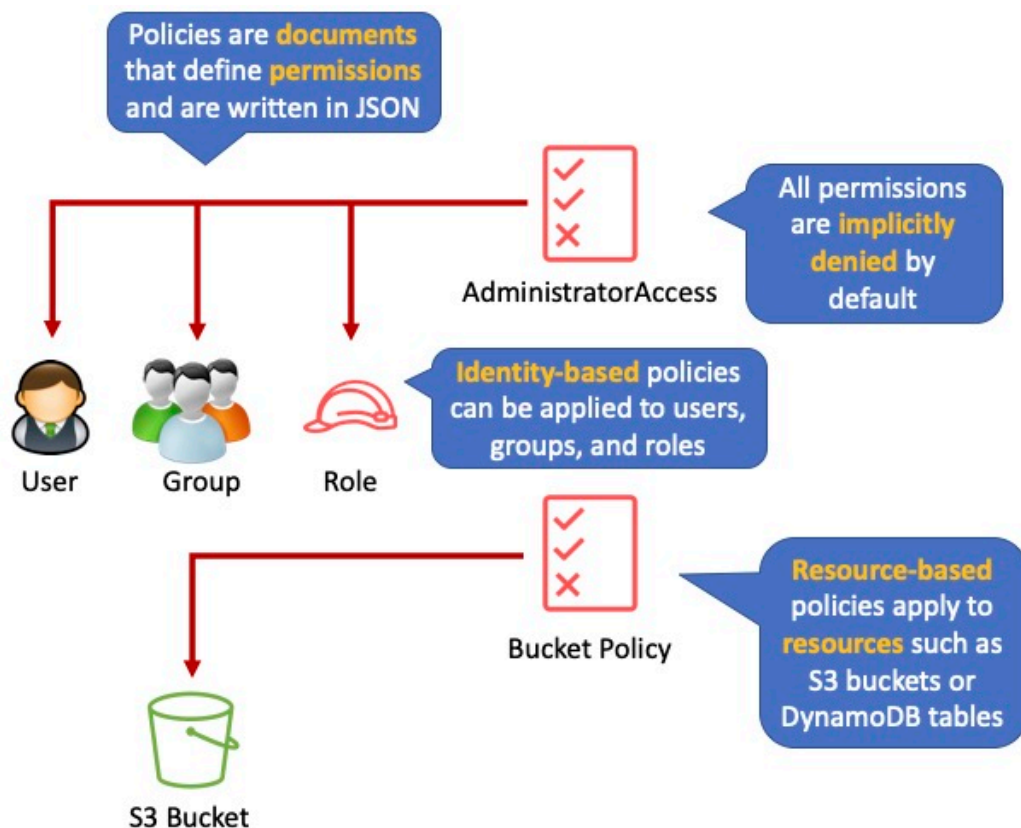 Policies are documents
that define permissions
and are written in JSON
All permissions
are implicitly
denied by
default
AdministratorAccess
Identity-based policies
can be applied to users,
groups, and roles
User
Group
Role
Resource-based
policies apply to
resources such as
S3 buckets or
DynamoDB tables
Bucket Policy
S3 Bucket